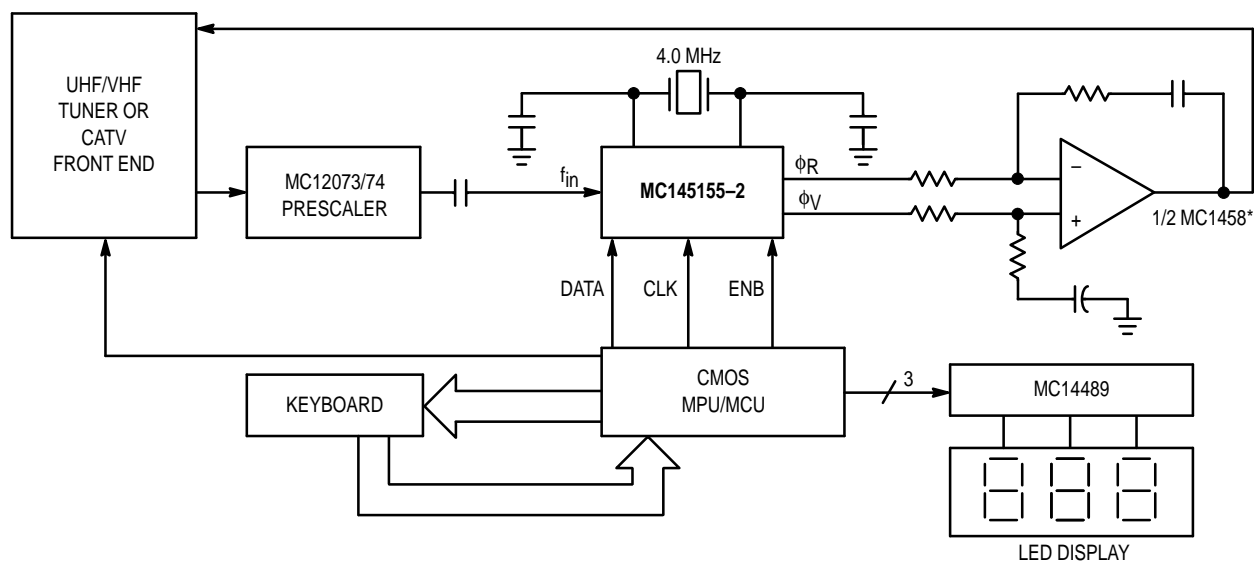 4.0 MHz
UHF/VHF
TUNER OR
CATV
FRONT END
MC12073/74
PRESCALER
fin
MC145155–2
ϕR
ϕV
–
+
1/2 MC1458*
DATA
CLK
ENB
KEYBOARD
CMOS
MPU/MCU
3
MC14489
LED DISPLAY